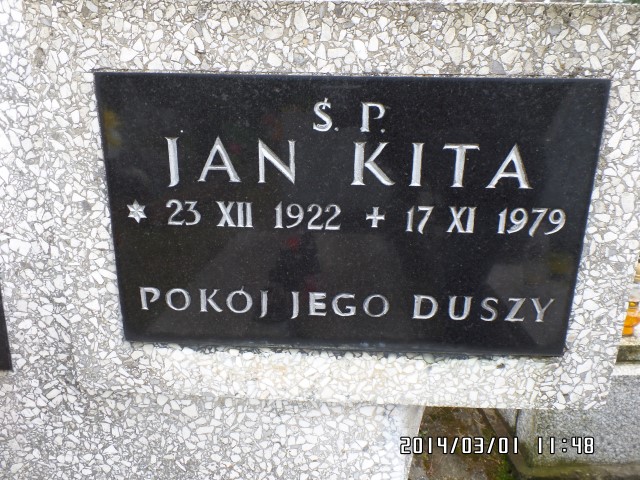 Ś. P.
JAN KITA
✡ 23 XII 1922 + 17 XI 1979
POKÓJ JEGO DUSZY
2014/03/01 11:48